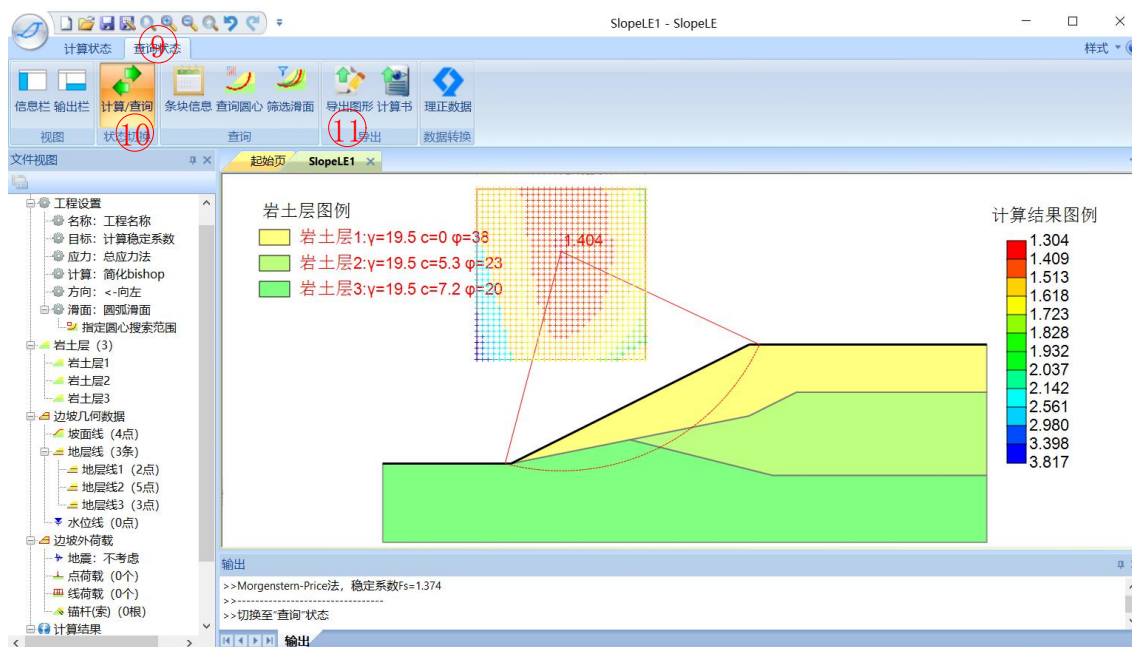 SlopeLE1 - SlopeLE
计算状态 查询状态 样式
⑨
信息栏 输出栏 计算/查询 条块信息 查询圆心 筛选滑面 导出图形 计算书 理正数据
视图 状态切换 查询 导出 数据转换
⑩ ⑪
文件视图
起始页 SlopeLE1
工程设置
名称: 工程名称
目标: 计算稳定系数
应力: 总应力法
计算: 简化bishop
方向: <-向左
滑面: 圆弧滑面
指定圆心搜索范围
岩土层 (3)
岩土层1
岩土层2
岩土层3
边坡几何数据
坡面线 (4点)
地层线 (3条)
地层线1 (2点)
地层线2 (5点)
地层线3 (3点)
水位线 (0点)
边坡外荷载
地震: 不考虑
点荷载 (0个)
线荷载 (0个)
锚杆(索) (0根)
计算结果
岩土层图例
岩土层1:γ=19.5 c=0 φ=38
岩土层2:γ=19.5 c=5.3 φ=23
岩土层3:γ=19.5 c=7.2 φ=20
1.404
计算结果图例
1.304
1.409
1.513
1.618
1.723
1.828
1.932
2.037
2.142
2.561
2.980
3.398
3.817
输出
>>Morgenstern-Price法，稳定系数Fs=1.374
>>--------------------------------
>>切换至"查询"状态
输出